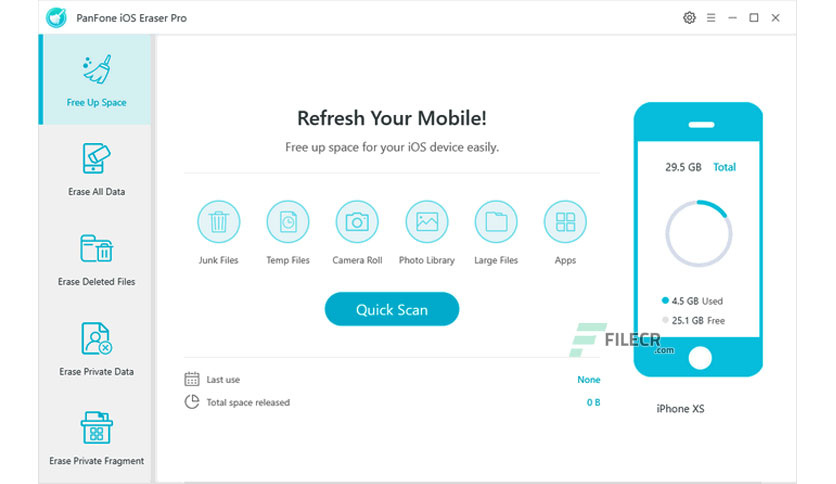 PanFone iOS Eraser Pro
Free Up Space
Erase All Data
Erase Deleted Files
Erase Private Data
Erase Private Fragment
Refresh Your Mobile!
Free up space for your iOS device easily.
Junk Files
Temp Files
Camera Roll
Photo Library
Large Files
Apps
Quick Scan
Last use None
Total space released 0 B
29.5 GB Total
4.5 GB Used
25.1 GB Free
FILECR
.com
iPhone XS